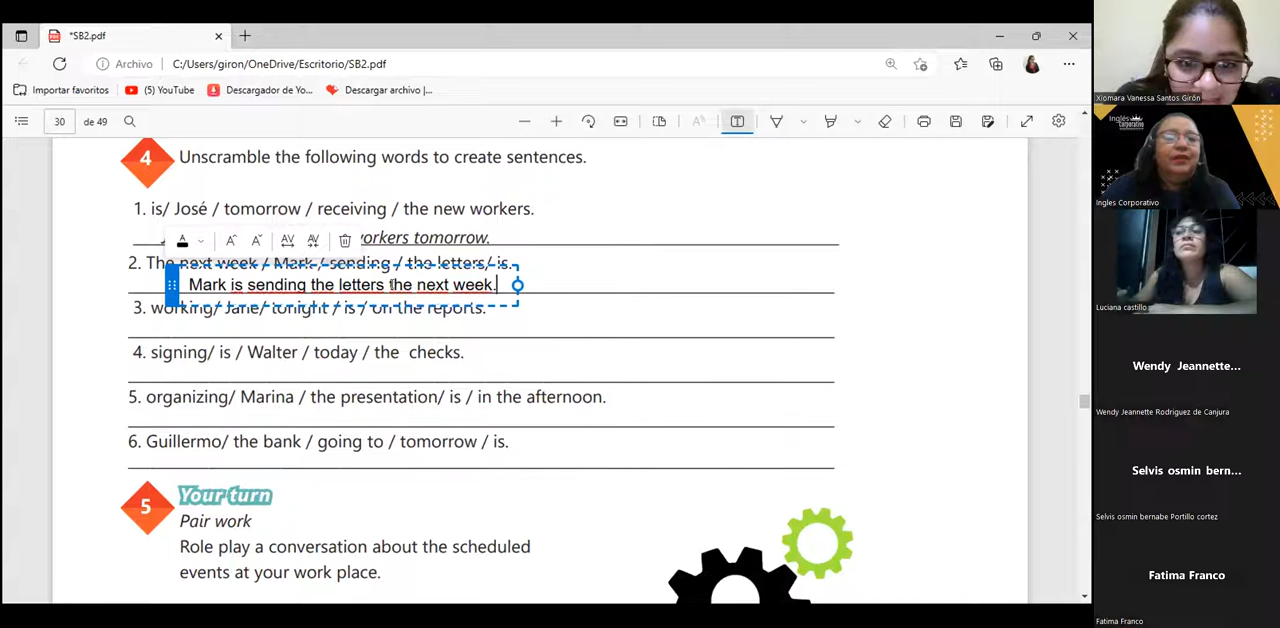 *SB2.pdf
Archivo
C:/Users/giron/OneDrive/Escritorio/SB2.pdf
Importar favoritos
(5) YouTube
Descargador de Yo...
Descargar archivo |...
30
de 49
4 Unscramble the following words to create sentences.
1. is/ José / tomorrow / receiving / the new workers.
workers tomorrow.
2. The next week / Mark / sending / the letters/ is.
Mark is sending the letters the next week.
3. working/ Jane/ tonight / is / on the reports.
4. signing/ is / Walter / today / the checks.
5. organizing/ Marina / the presentation/ is / in the afternoon.
6. Guillermo/ the bank / going to / tomorrow / is.
5 Your turn
Pair work
Role play a conversation about the scheduled
events at your work place.
Xiomara Vanessa Santos Girón
Inglés
Corporativo
Ingles Corporativo
Luciana castillo
Wendy Jeannette...
Wendy Jeannette Rodriguez de Canjura
Selvis osmin bern...
Selvis osmin bernabe Portillo cortez
Fatima Franco
Fatima Franco